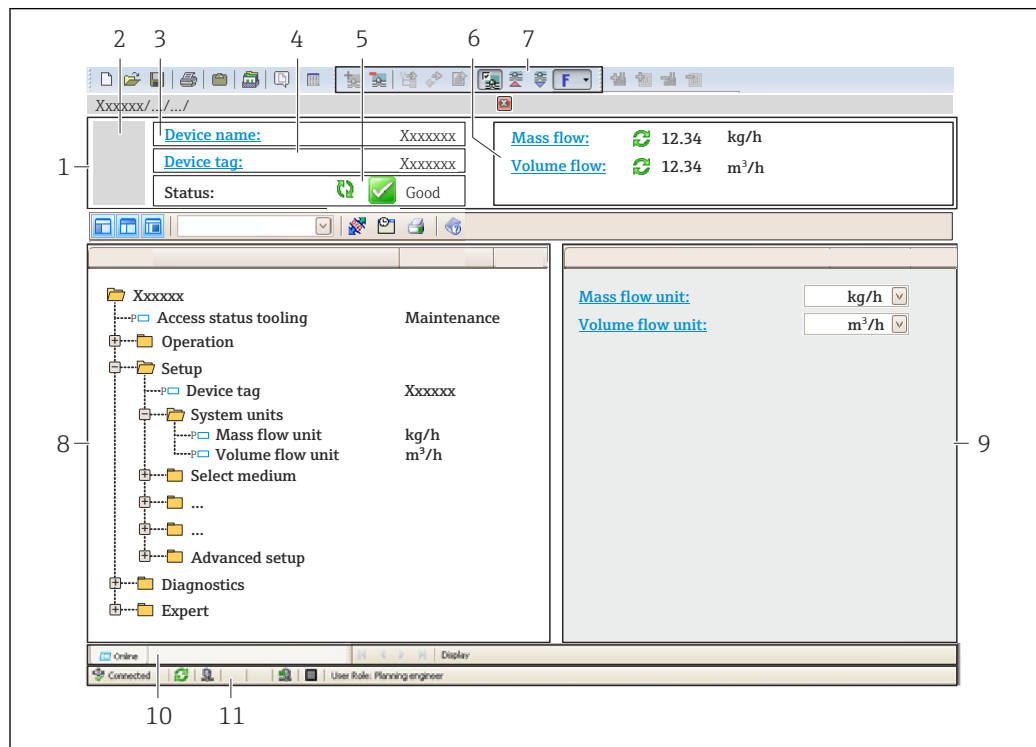 2 3 4 5 6 7
F
Xxxxxx/.../.../
1
Device name: Xxxxxxx
Device tag: Xxxxxxx
Status: Good
Mass flow: 12.34 kg/h
Volume flow: 12.34 m³/h
8
Xxxxxx
P Access status tooling Maintenance
Operation
Setup
P Device tag Xxxxxx
System units
P Mass flow unit kg/h
P Volume flow unit m³/h
Select medium
...
...
Advanced setup
Diagnostics
Expert
Mass flow unit: kg/h
Volume flow unit: m³/h
9
Online Display
Connected User Role: Planning engineer
10 11